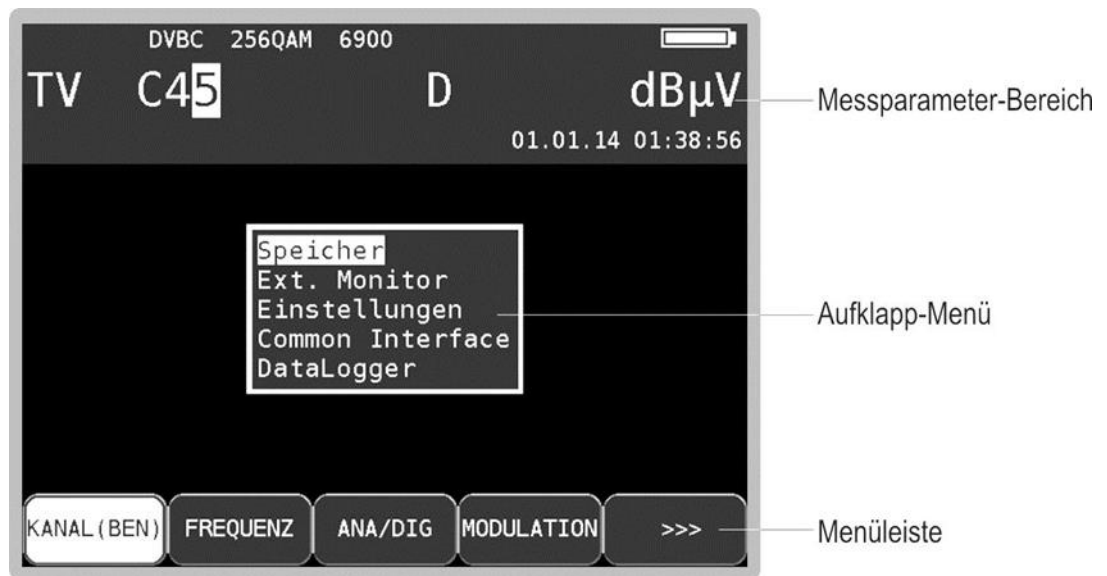 DVBC 256QAM 6900
TV C45 D dBµV
Messparameter-Bereich
01.01.14 01:38:56
Speicher
Ext. Monitor
Einstellungen
Common Interface
DataLogger
Aufklapp-Menü
KANAL(BEN) FREQUENZ ANA/DIG MODULATION >>>
Menüleiste